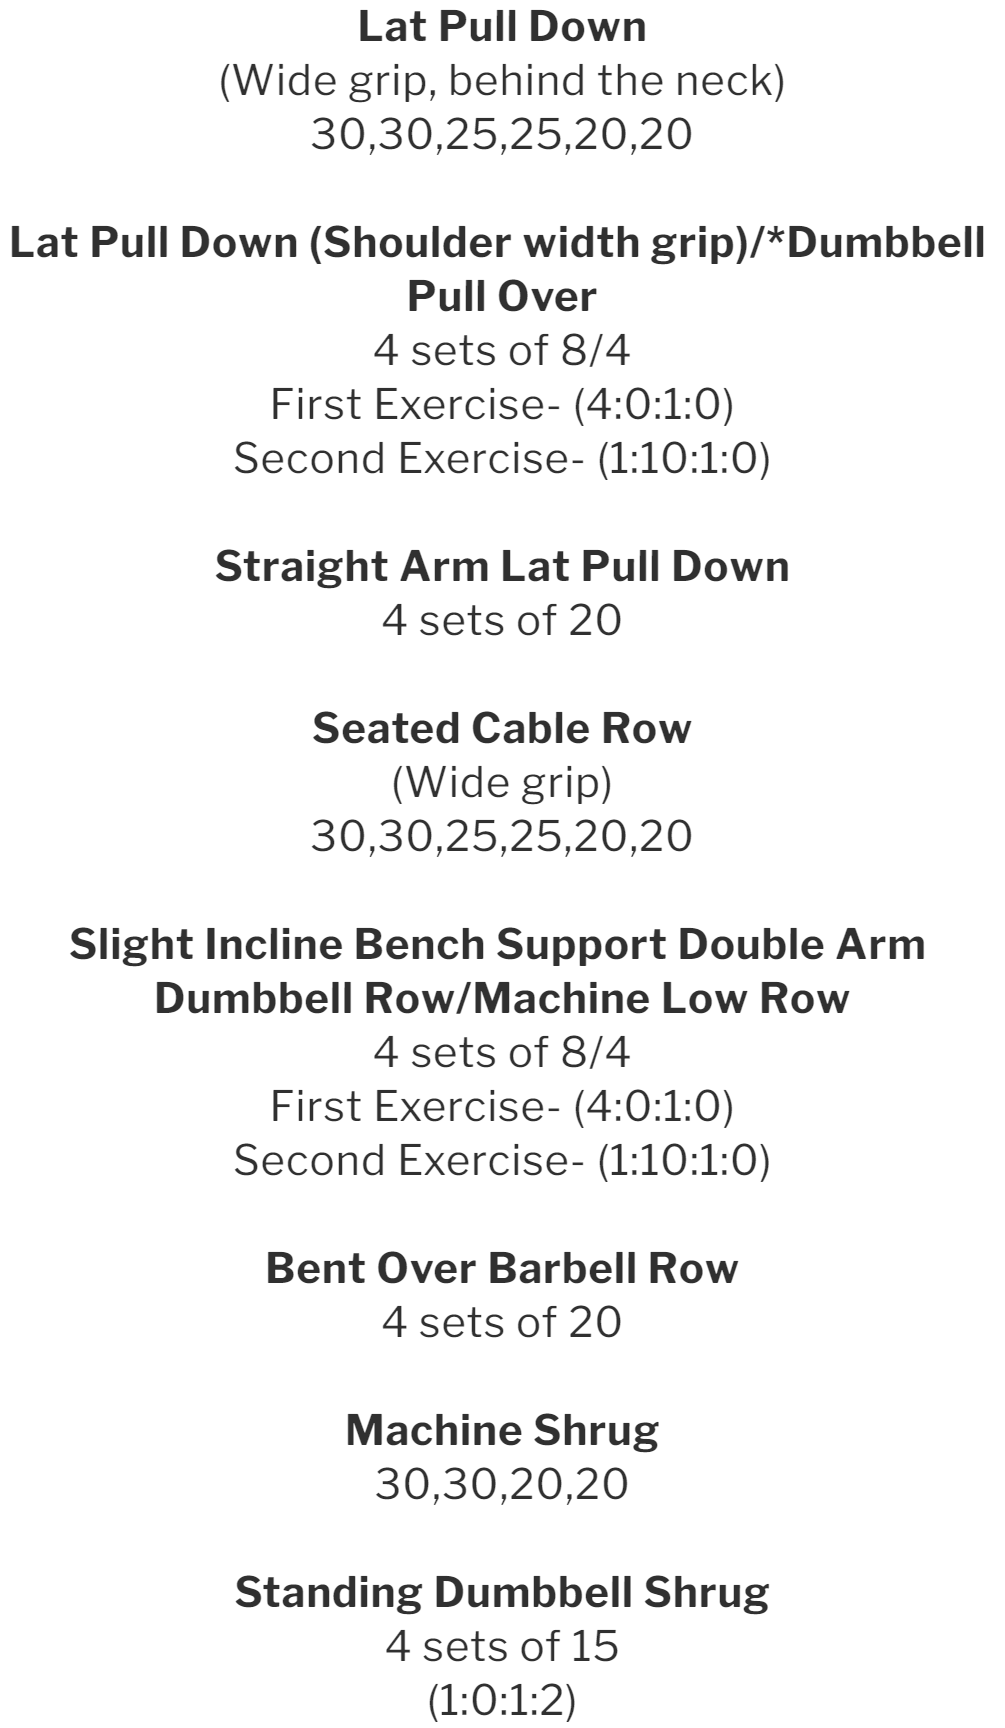 Lat Pull Down
(Wide grip, behind the neck)
30,30,25,25,20,20
Lat Pull Down (Shoulder width grip)/*Dumbbell
Pull Over
4 sets of 8/4
First Exercise- (4:0:1:0)
Second Exercise- (1:10:1:0)
Straight Arm Lat Pull Down
4 sets of 20
Seated Cable Row
(Wide grip)
30,30,25,25,20,20
Slight Incline Bench Support Double Arm
Dumbbell Row/Machine Low Row
4 sets of 8/4
First Exercise- (4:0:1:0)
Second Exercise- (1:10:1:0)
Bent Over Barbell Row
4 sets of 20
Machine Shrug
30,30,20,20
Standing Dumbbell Shrug
4 sets of 15
(1:0:1:2)